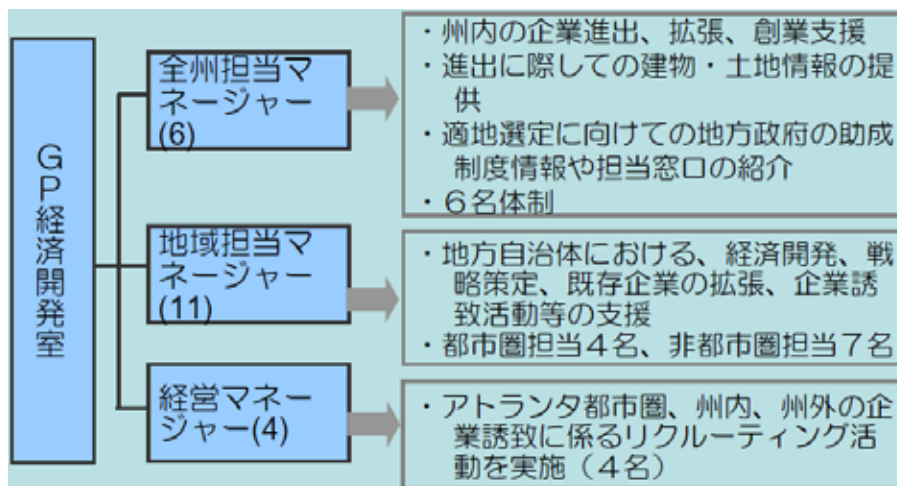 GP経済開発室
全州担当マ
ネージャー
(6)
・州内の企業進出、拡張、創業支援
・進出に際しての建物・土地情報の提
供
・適地選定に向けての地方政府の助成
制度情報や担当窓口の紹介
・６名体制
地域担当マ
ネージャー
(11)
・地方自治体における、経済開発、戦
略策定、既存企業の拡張、企業誘
致活動等の支援
・都市圏担当４名、非都市圏担当７名
経営マネー
ジャー(4)
・アトランタ都市圏、州内、州外の企
業誘致に係るリクルーティング活
動を実施（４名）